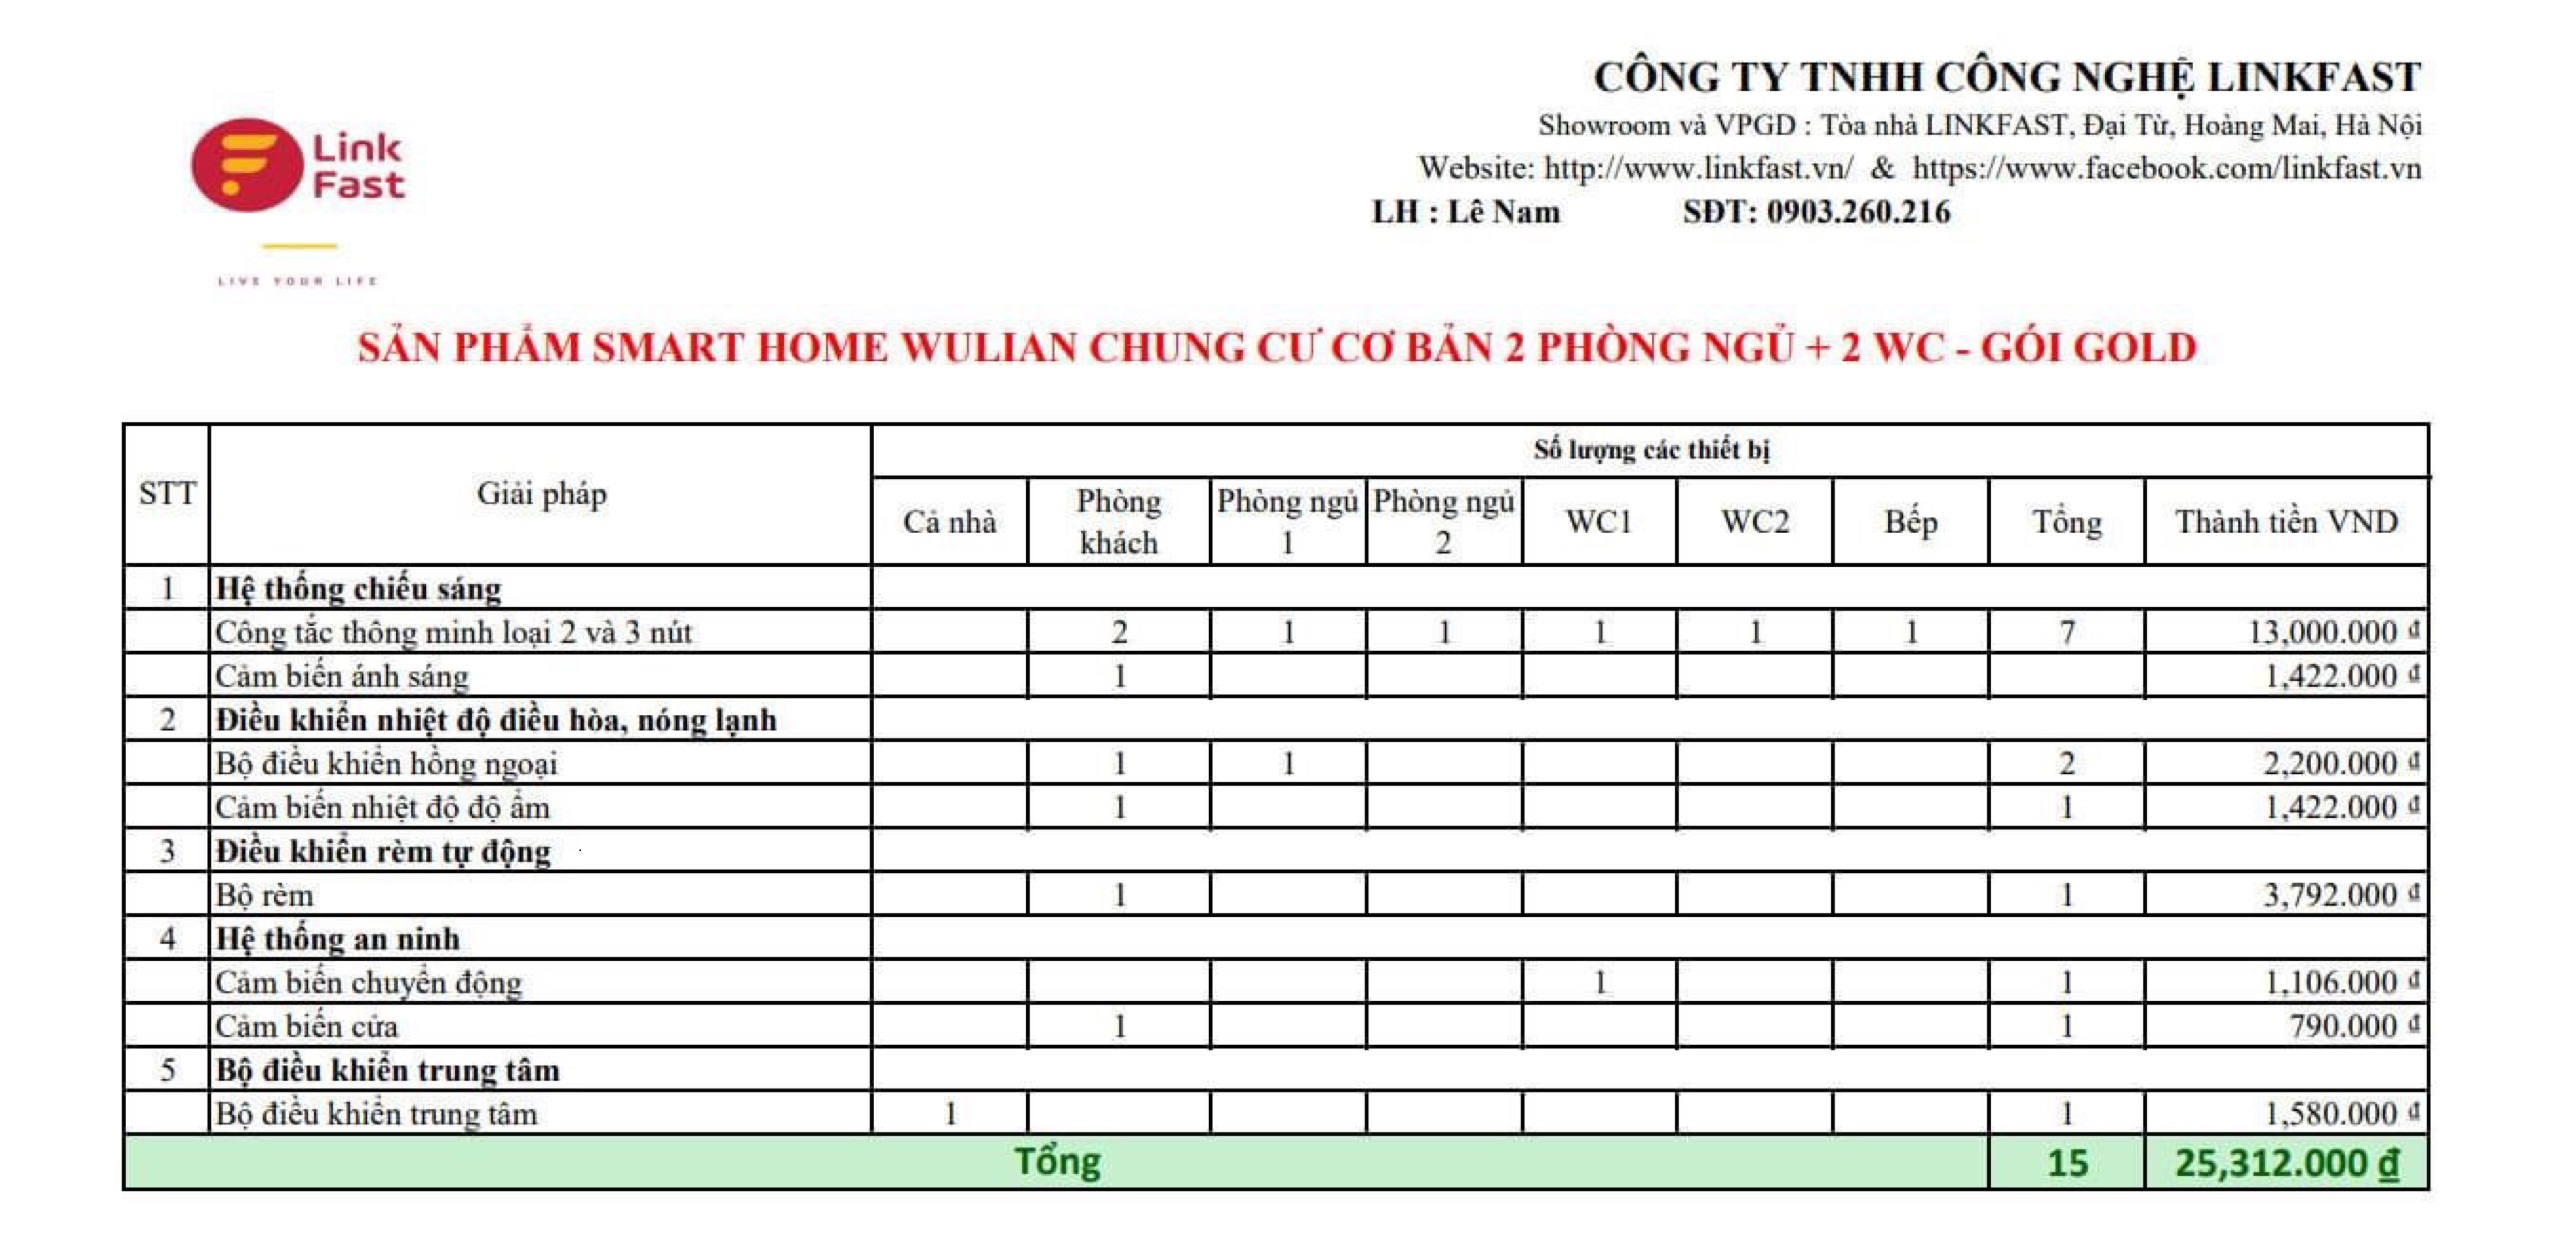 CÔNG TY TNHH CÔNG NGHỆ LINKFAST
Showroom và VPGD : Tòa nhà LINKFAST, Đại Từ, Hoàng Mai, Hà Nội
Website: http://www.linkfast.vn/ & https://www.facebook.com/linkfast.vn
LH : Lê Nam SĐT: 0903.260.216
Link
Fast
LIVE YOUR LIFE
SẢN PHẨM SMART HOME WULIAN CHUNG CƯ CƠ BẢN 2 PHÒNG NGỦ + 2 WC - GÓI GOLD
STT Giải pháp Số lượng các thiết bị
Cả nhà Phòng khách Phòng ngủ 1 Phòng ngủ 2 WC1 WC2 Bếp Tổng Thành tiền VND
1 Hệ thống chiếu sáng
Công tắc thông minh loại 2 và 3 nút 2 1 1 1 1 1 7 13,000.000 đ
Cảm biến ánh sáng 1 1,422.000 đ
2 Điều khiển nhiệt độ điều hòa, nóng lạnh
Bộ điều khiển hồng ngoại 1 1 2 2,200.000 đ
Cảm biến nhiệt độ độ ẩm 1 1 1,422.000 đ
3 Điều khiển rèm tự động
Bộ rèm 1 1 3,792.000 đ
4 Hệ thống an ninh
Cảm biến chuyển động 1 1 1,106.000 đ
Cảm biến cửa 1 1 790.000 đ
5 Bộ điều khiển trung tâm
Bộ điều khiển trung tâm 1 1 1,580.000 đ
Tổng 15 25,312.000 đ